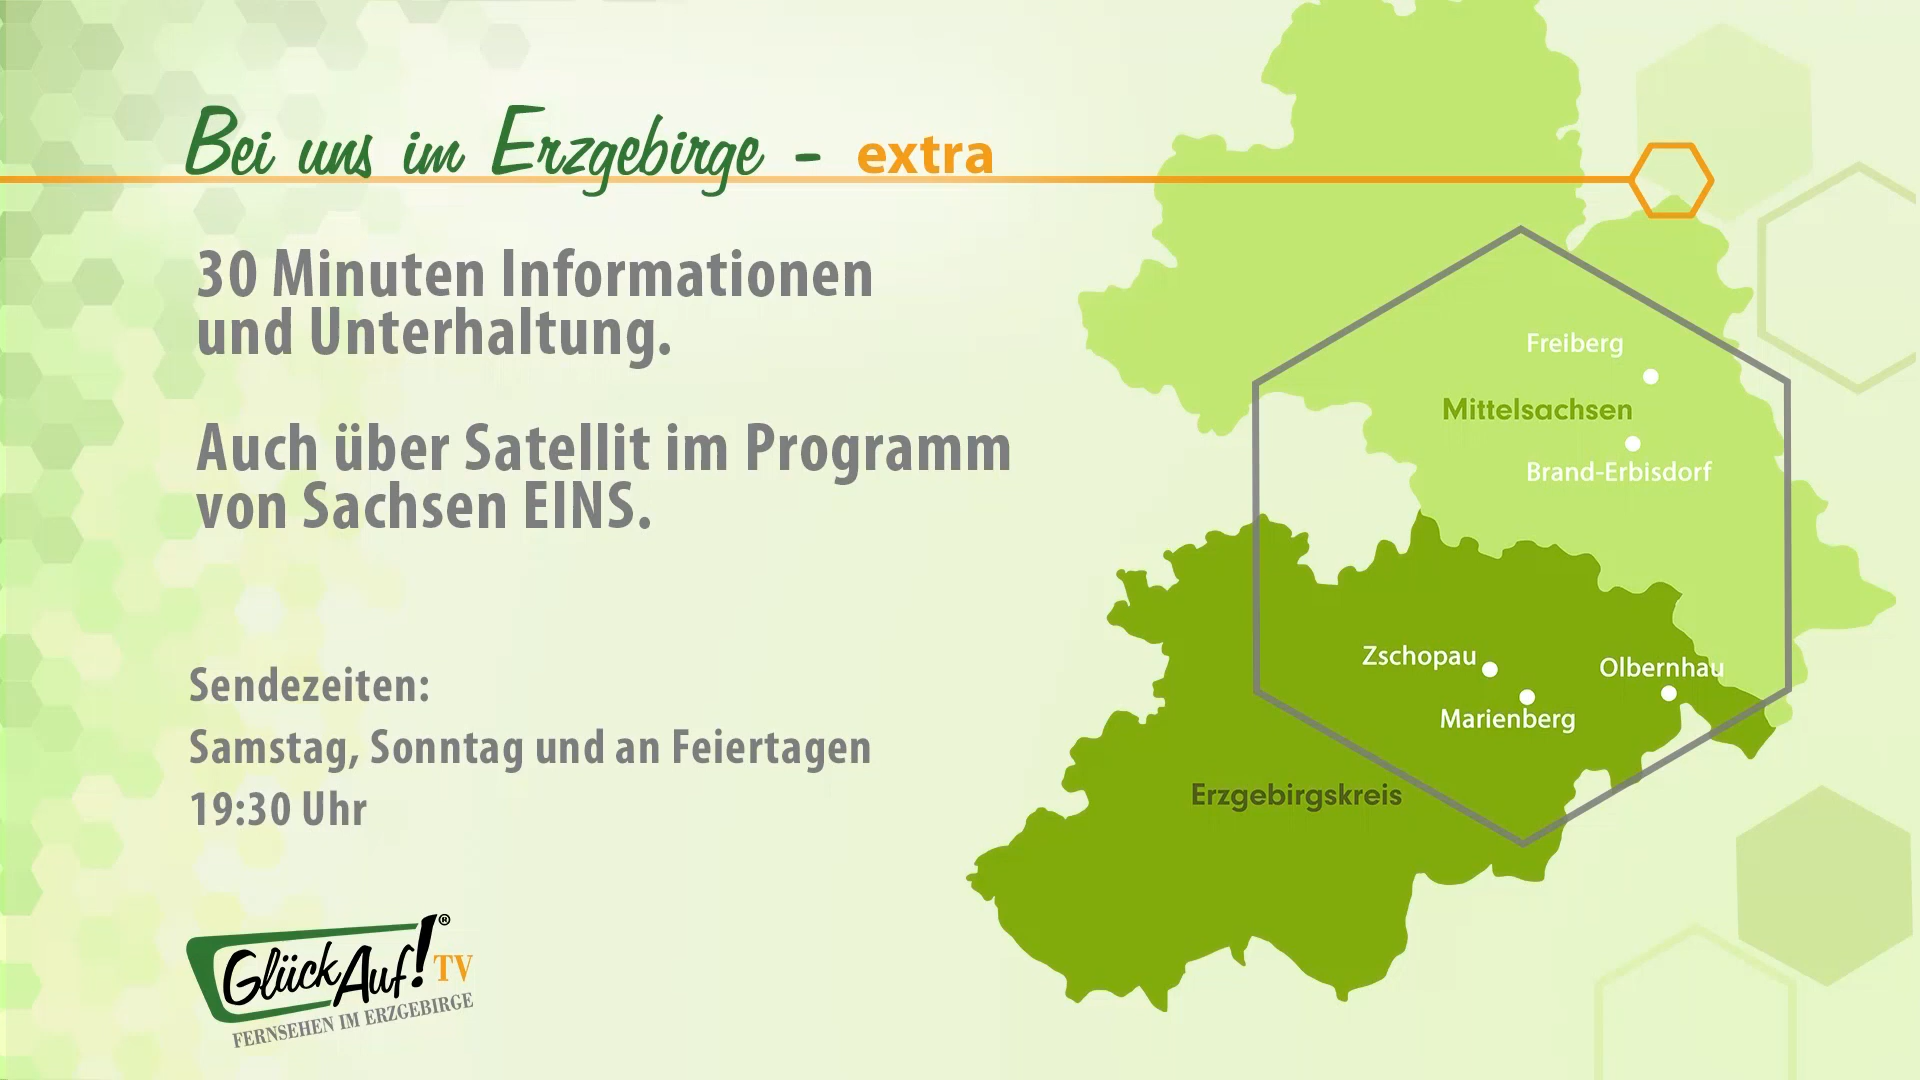 Bei uns im Erzgebirge - extra
30 Minuten Informationen
und Unterhaltung.
Auch über Satellit im Programm
von Sachsen EINS.
Sendezeiten:
Samstag, Sonntag und an Feiertagen
19:30 Uhr
GlückAuf!® TV
FERNSEHEN IM ERZGEBIRGE
Freiberg
Mittelsachsen
Brand-Erbisdorf
Zschopau
Olbernhau
Marienberg
Erzgebirgskreis